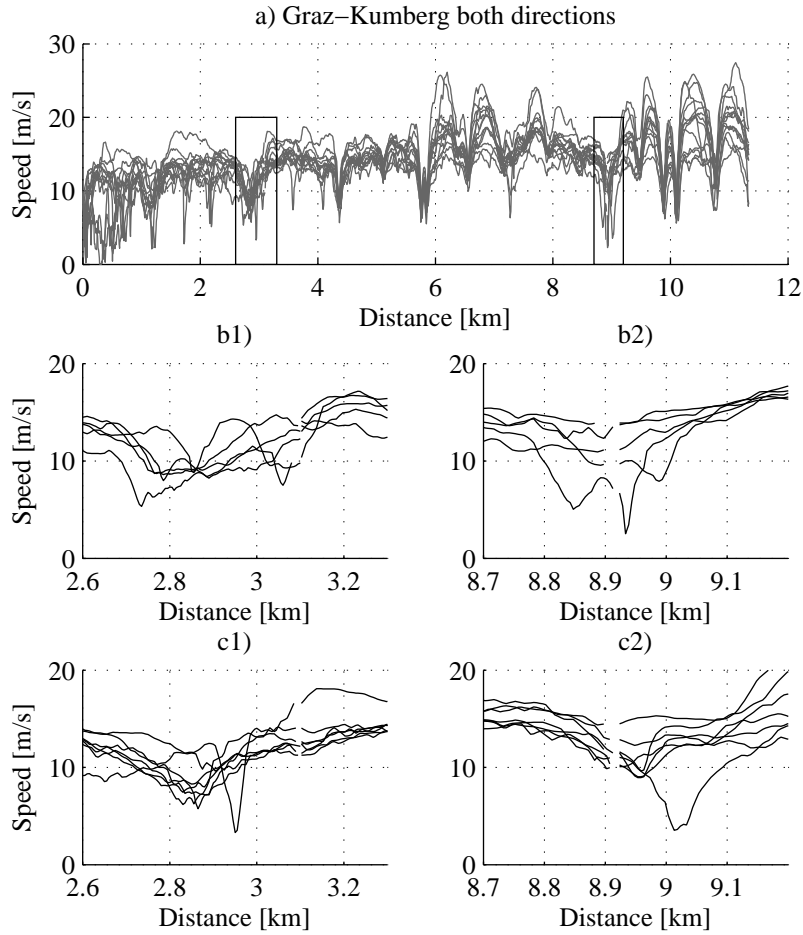 a) Graz−Kumberg both directions
30
20
10
0
Speed [m/s]
0 2 4 6 8 10 12
Distance [km]
b1)
20
10
0
Speed [m/s]
2.6 2.8 3 3.2
Distance [km]
b2)
20
10
0
8.7 8.8 8.9 9 9.1
Distance [km]
c1)
20
10
0
Speed [m/s]
2.6 2.8 3 3.2
Distance [km]
c2)
20
10
0
8.7 8.8 8.9 9 9.1
Distance [km]